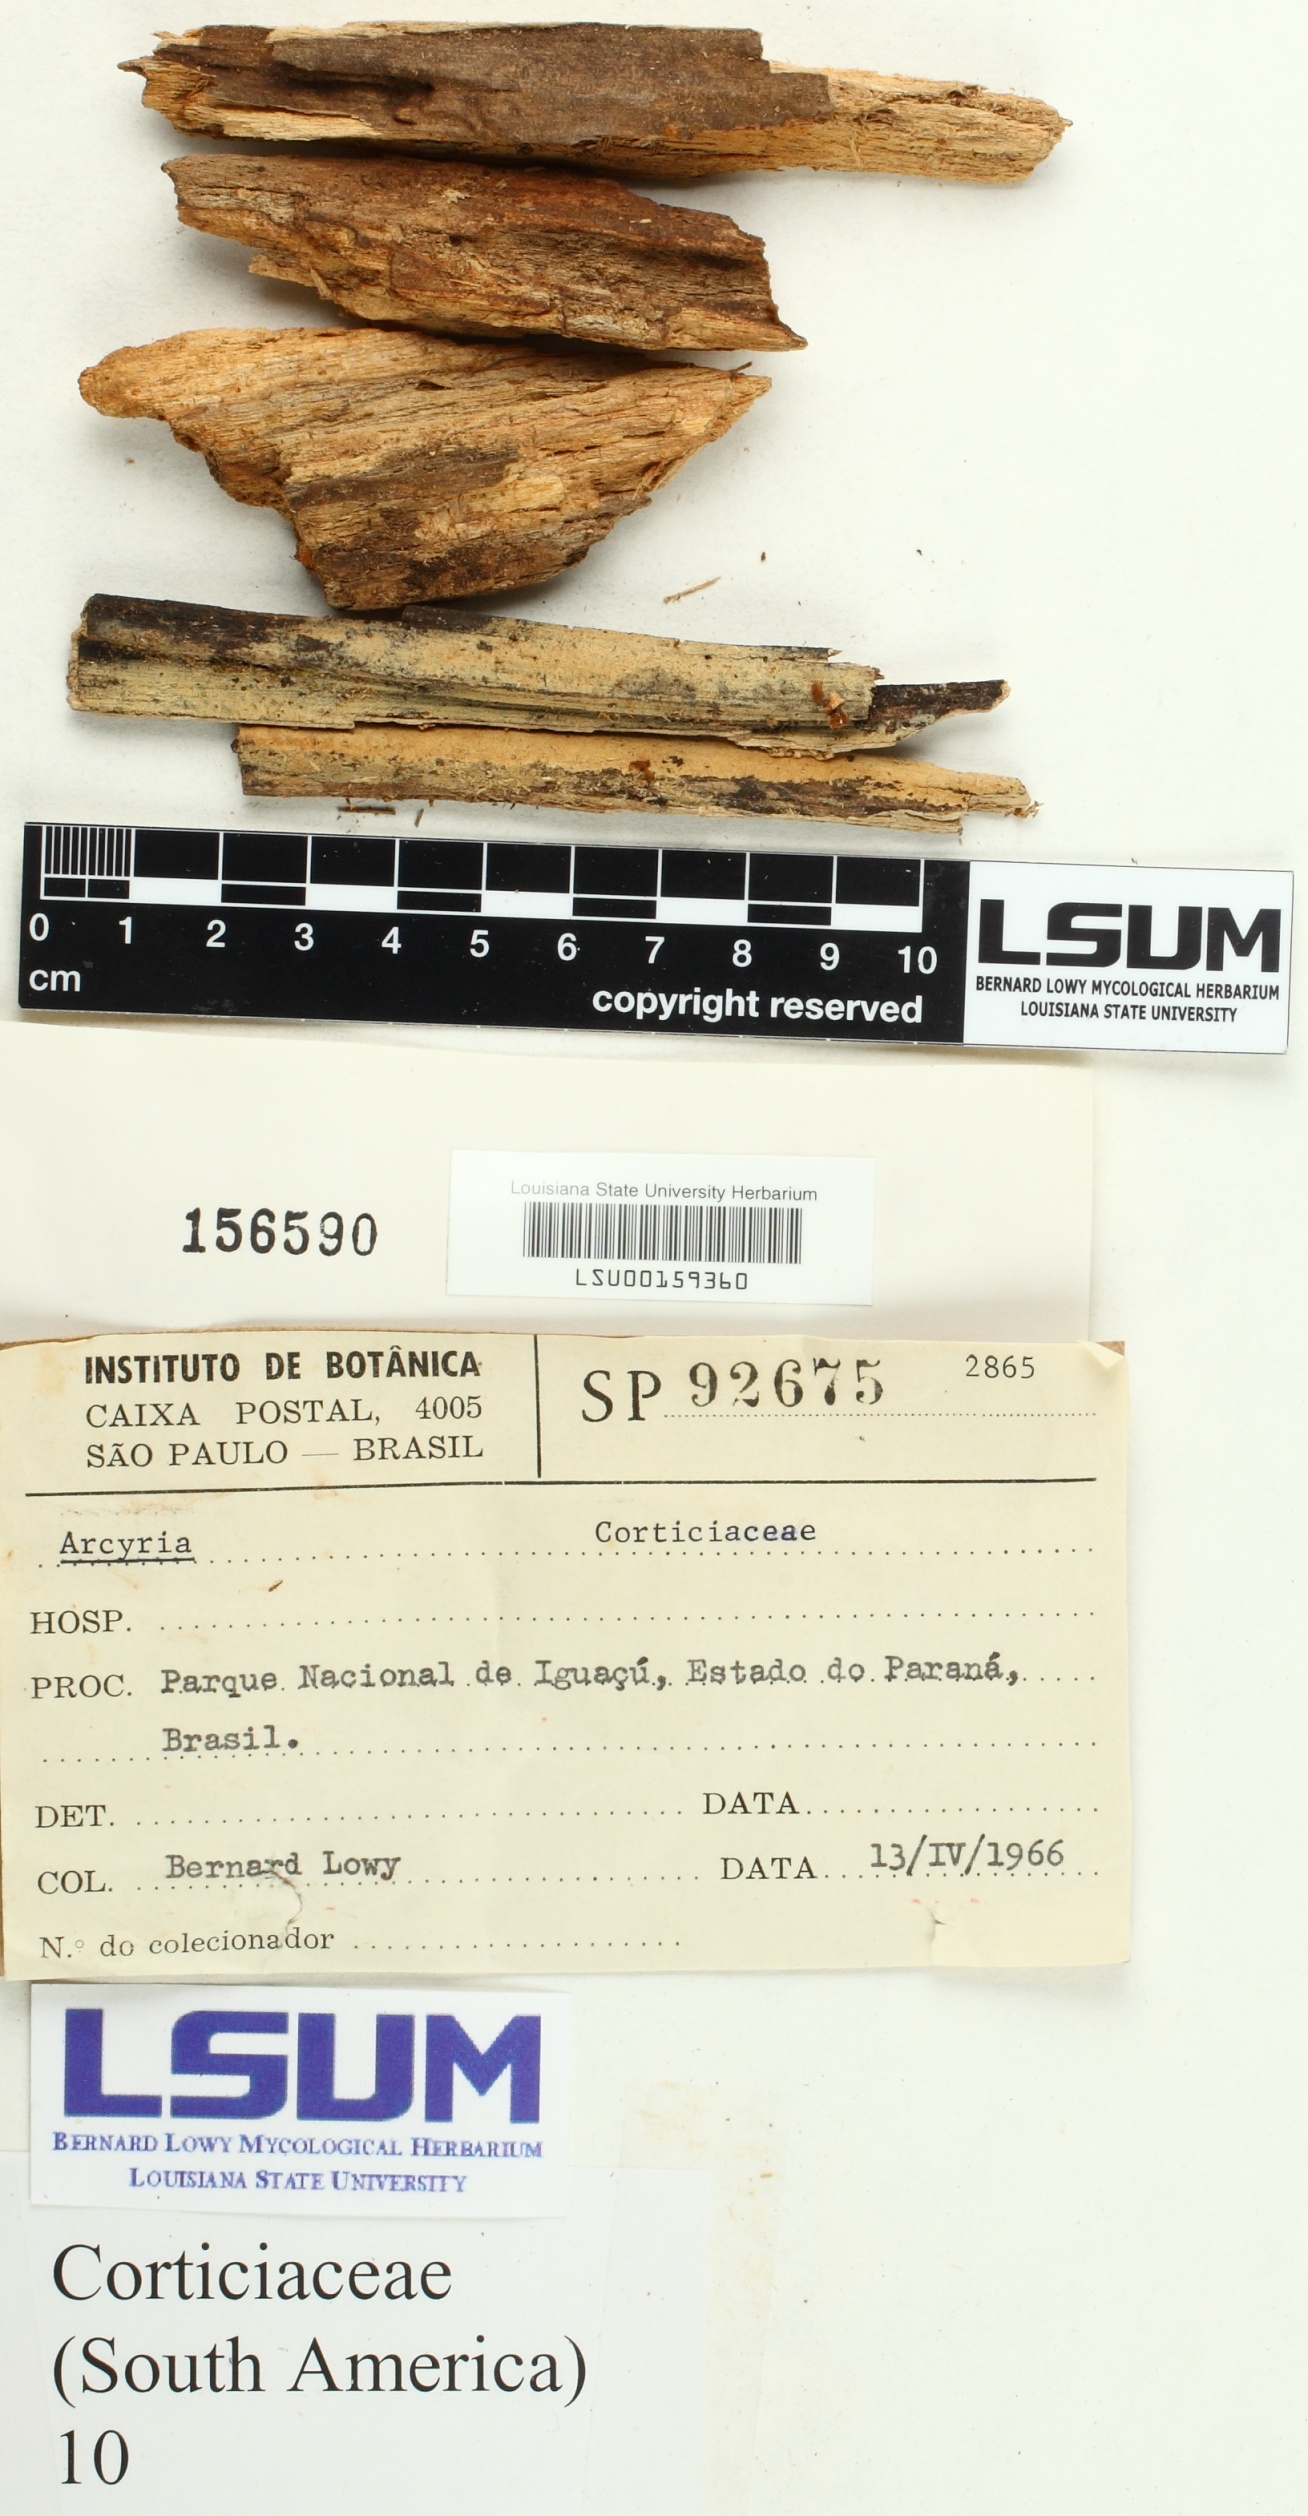 0 1 2 3 4 5 6 7 8 9 10
cm
copyright reserved
LSUM
BERNARD LOWY MYCOLOGICAL HERBARIUM
LOUISIANA STATE UNIVERSITY
156590
Louisiana State University Herbarium
LSU00159360
INSTITUTO DE BOTÂNICA
CAIXA POSTAL, 4005
SÃO PAULO — BRASIL
SP 92675 2865
Arcyria Corticiaceae
HOSP.
PROC. Parque Nacional de Iguaçú, Estado do Paraná,
Brasil.
DET. DATA
COL. Bernard Lowy DATA 13/IV/1966
N.º do colecionador
LSUM
BERNARD LOWY MYCOLOGICAL HERBARIUM
LOUISIANA STATE UNIVERSITY
Corticiaceae
(South America)
10